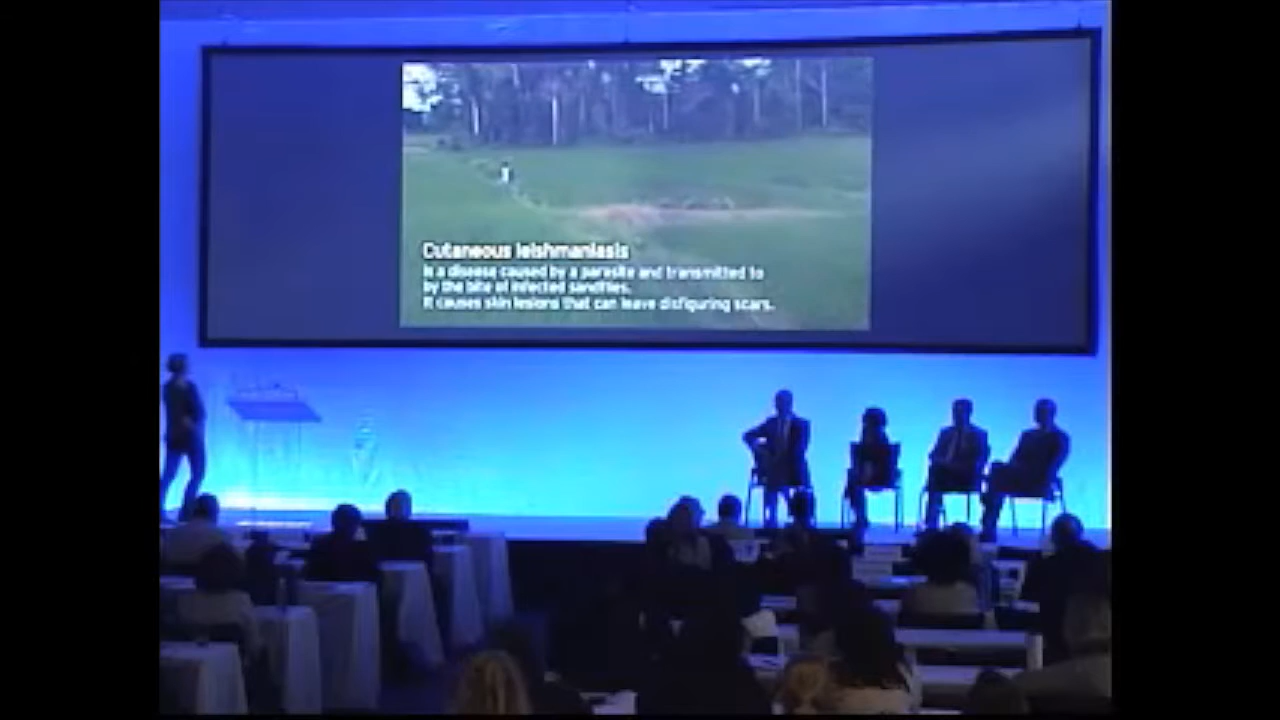 Cutaneous leishmaniasis
is a disease caused by a parasite and transmitted to
by the bite of infected sandflies.
It causes skin lesions that can leave disfiguring scars.